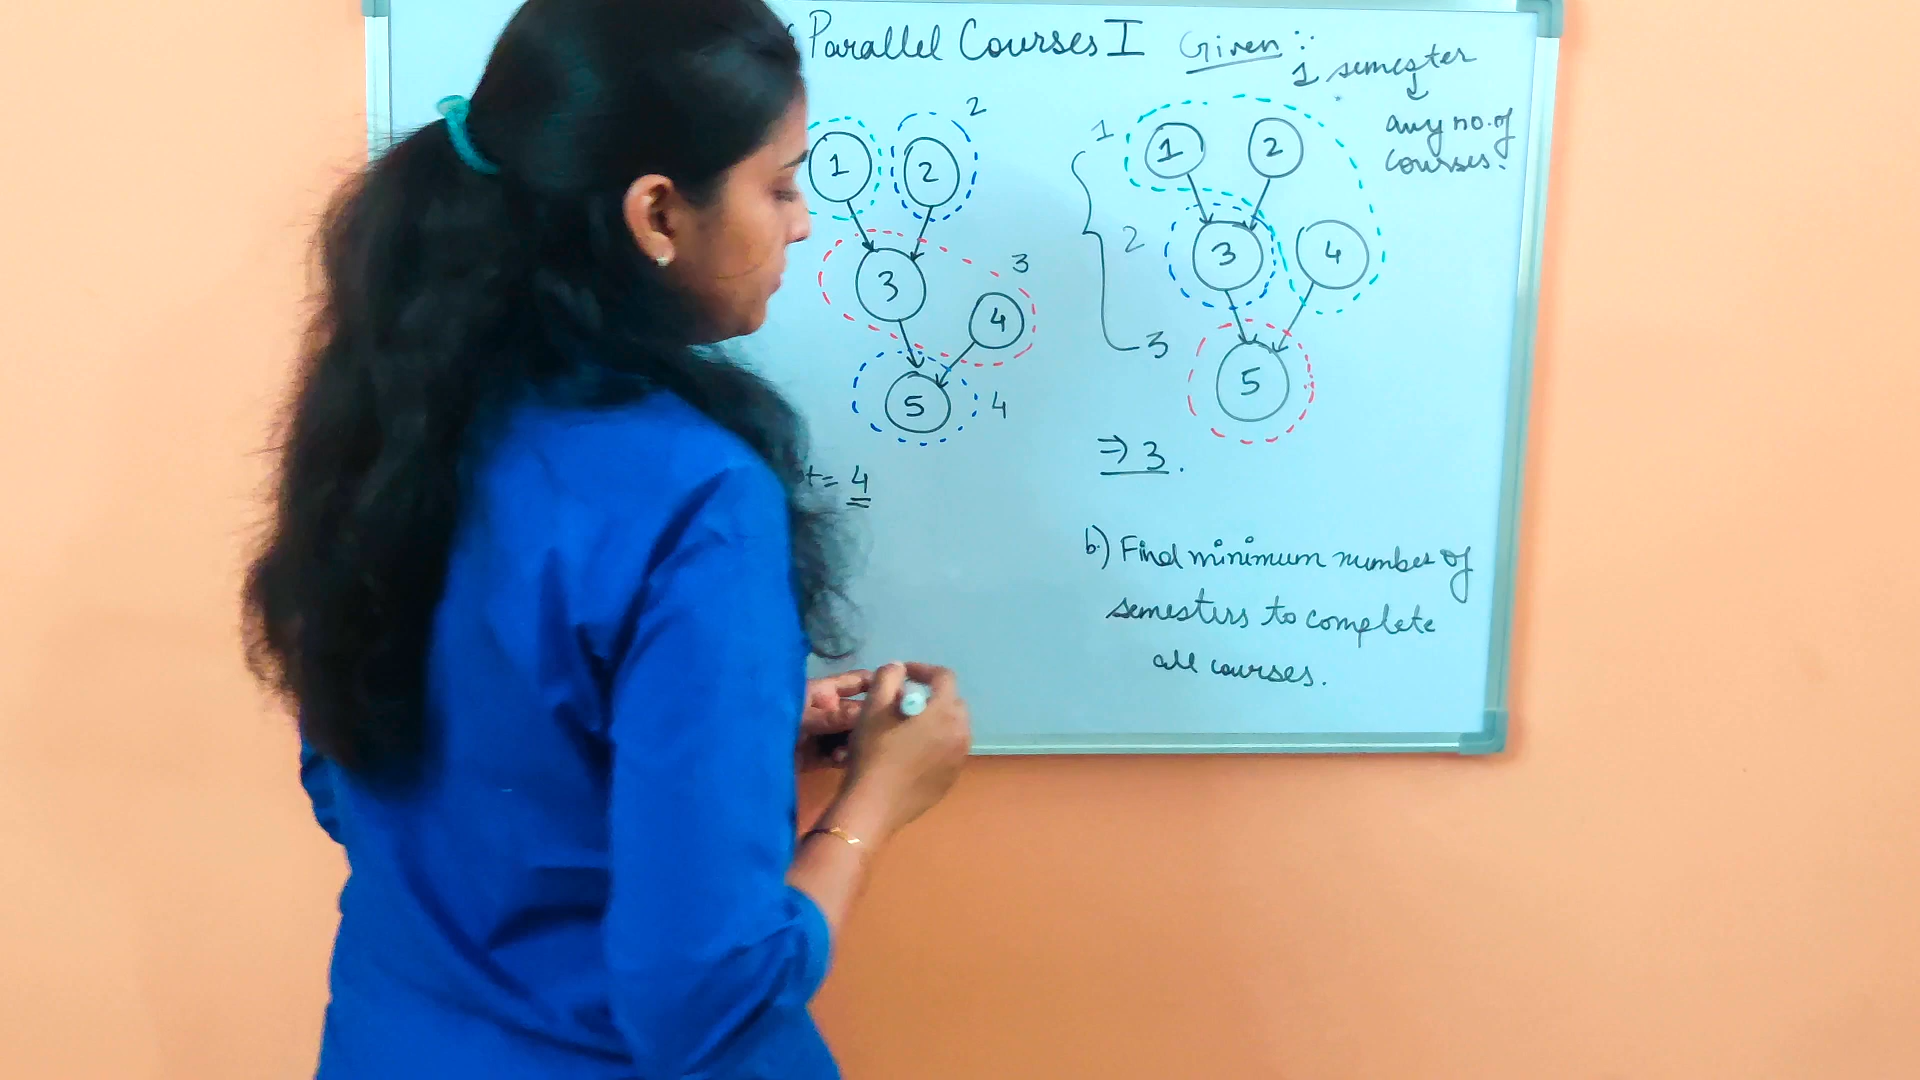 Parallel Courses I
Given :
1 semester
any no. of
courses.
1
2
2
3
3
4
5
4
= 4
1
1
2
2
3
4
3
5
⇒ 3.
b) Find minimum number of
semesters to complete
all courses.